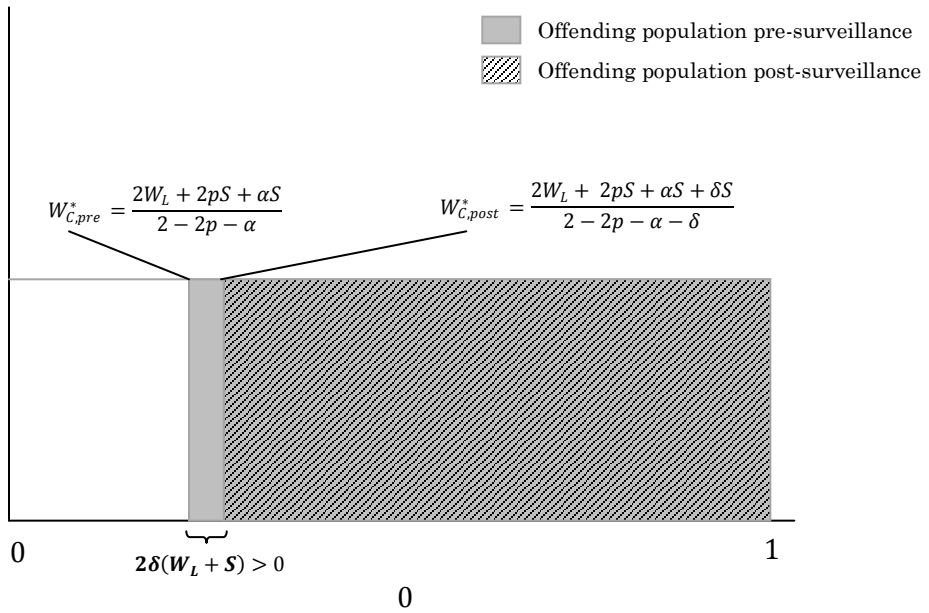 Offending population pre-surveillance
Offending population post-surveillance
W*C,pre = (2W_L + 2pS + αS) / (2 − 2p − α)
W*C,post = (2W_L + 2pS + αS + δS) / (2 − 2p − α − δ)
0
1
2δ(W_L + S) > 0
0